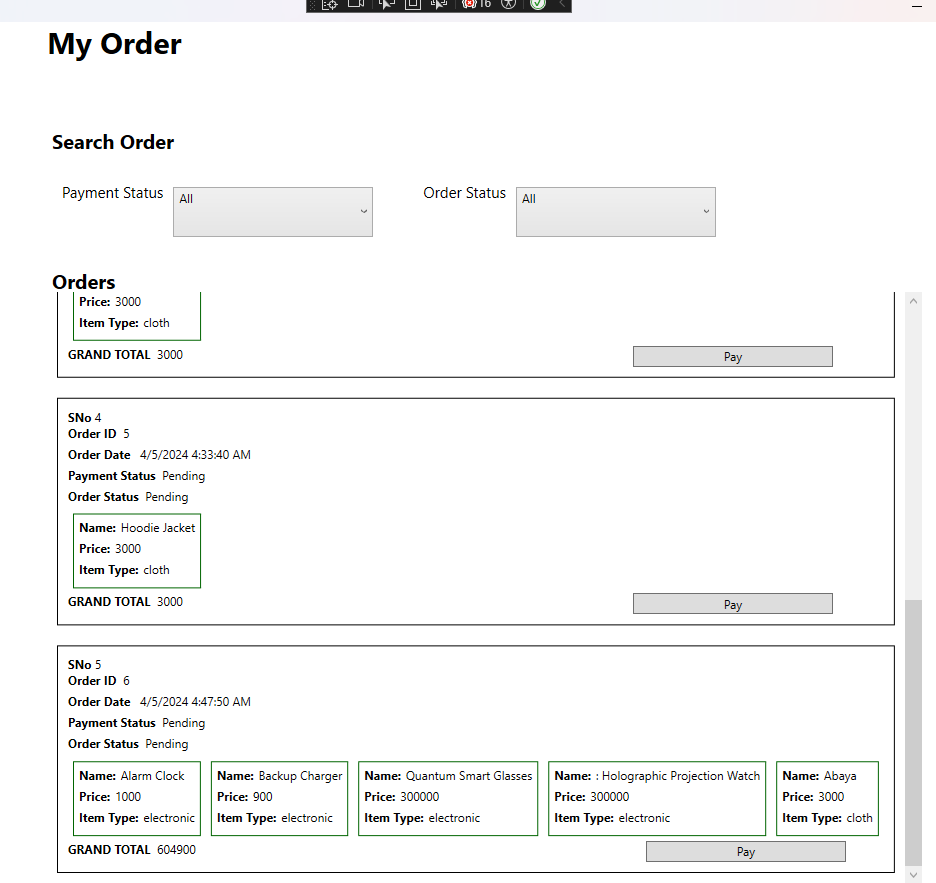 16
My Order
Search Order
Payment Status All Order Status All
Orders
Price: 3000
Item Type: cloth
GRAND TOTAL 3000 Pay
SNo 4
Order ID 5
Order Date 4/5/2024 4:33:40 AM
Payment Status Pending
Order Status Pending
Name: Hoodie Jacket
Price: 3000
Item Type: cloth
GRAND TOTAL 3000 Pay
SNo 5
Order ID 6
Order Date 4/5/2024 4:47:50 AM
Payment Status Pending
Order Status Pending
Name: Alarm Clock Name: Backup Charger Name: Quantum Smart Glasses Name: : Holographic Projection Watch Name: Abaya
Price: 1000 Price: 900 Price: 300000 Price: 300000 Price: 3000
Item Type: electronic Item Type: electronic Item Type: electronic Item Type: electronic Item Type: cloth
GRAND TOTAL 604900 Pay